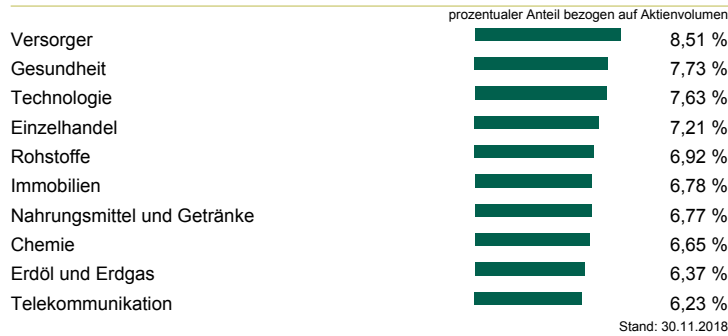 prozentualer Anteil bezogen auf Aktienvolumen
Versorger 8,51 %
Gesundheit 7,73 %
Technologie 7,63 %
Einzelhandel 7,21 %
Rohstoffe 6,92 %
Immobilien 6,78 %
Nahrungsmittel und Getränke 6,77 %
Chemie 6,65 %
Erdöl und Erdgas 6,37 %
Telekommunikation 6,23 %
Stand: 30.11.2018